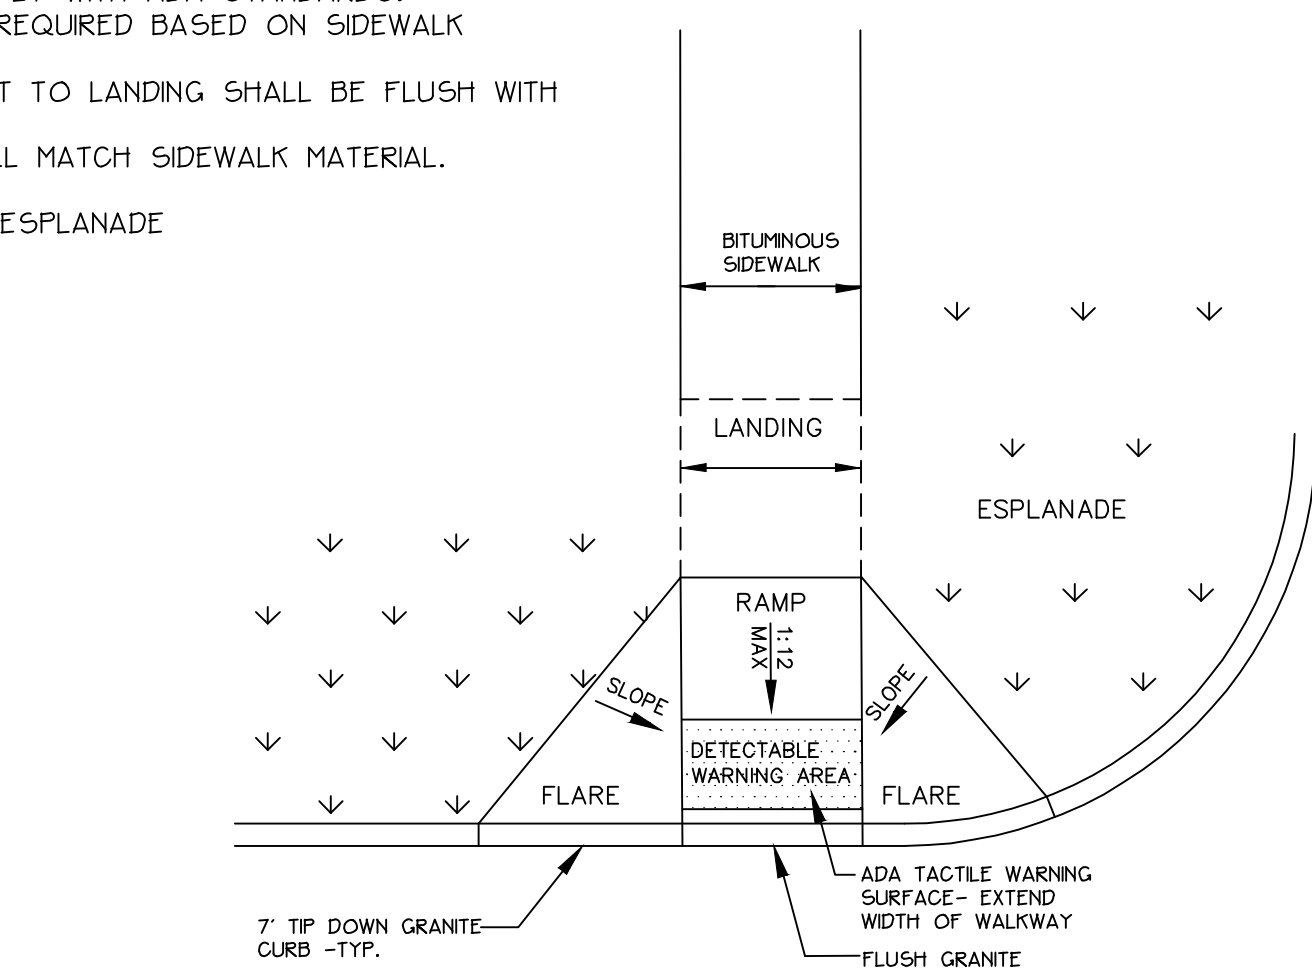 REQUIRED BASED ON SIDEWALK
T TO LANDING SHALL BE FLUSH WITH
LL MATCH SIDEWALK MATERIAL.
ESPLANADE
BITUMINOUS
SIDEWALK
LANDING
ESPLANADE
RAMP
1:12
MAX
SLOPE
SLOPE
DETECTABLE
WARNING AREA
FLARE
FLARE
ADA TACTILE WARNING
SURFACE- EXTEND
WIDTH OF WALKWAY
7' TIP DOWN GRANITE
CURB -TYP.
FLUSH GRANITE